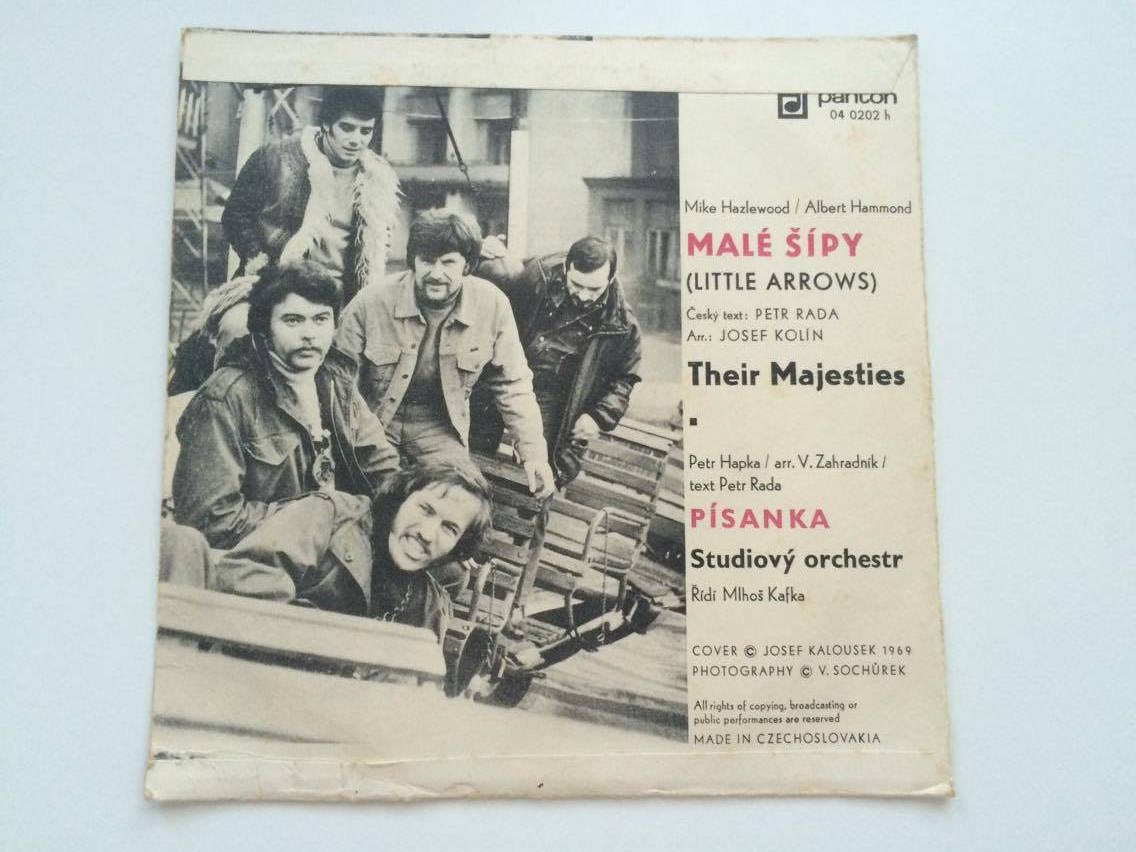 panton
04 0202 h
Mike Hazlewood / Albert Hammond
MALÉ ŠÍPY
(LITTLE ARROWS)
Český text: PETR RADA
Arr.: JOSEF KOLÍN
Their Majesties
Petr Hapka / arr. V. Zahradník /
text Petr Rada
PÍSANKA
Studiový orchestr
Řídí Mlhoš Kafka
COVER © JOSEF KALOUSEK 1969
PHOTOGRAPHY © V. SOCHŮREK
All rights of copying, broadcasting or
public performances are reserved
MADE IN CZECHOSLOVAKIA